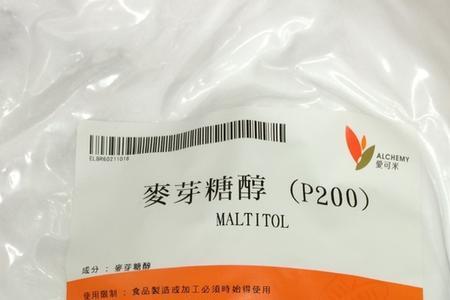 ELBR60211018
ALCHEMY
愛可米
麥芽糖醇 (P200)
MALTITOL
成分 : 麥芽糖醇
使用限制 : 食品製造或加工必須時始得使用